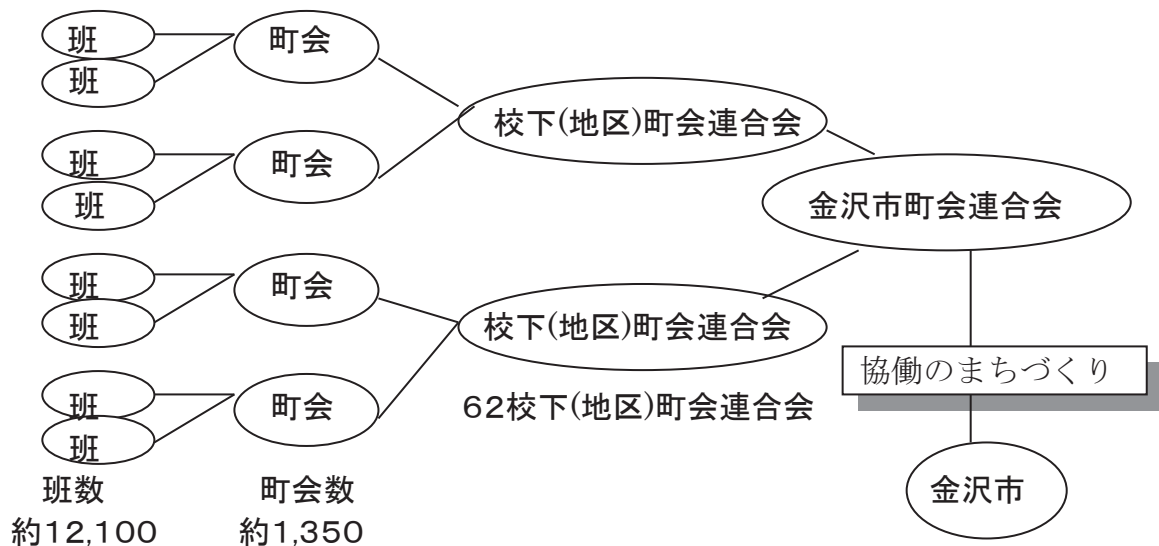 班
班
町会
班
班
町会
校下(地区)町会連合会
班
班
町会
班
班
町会
校下(地区)町会連合会
62校下(地区)町会連合会
金沢市町会連合会
協働のまちづくり
金沢市
班数
約12,100
町会数
約1,350